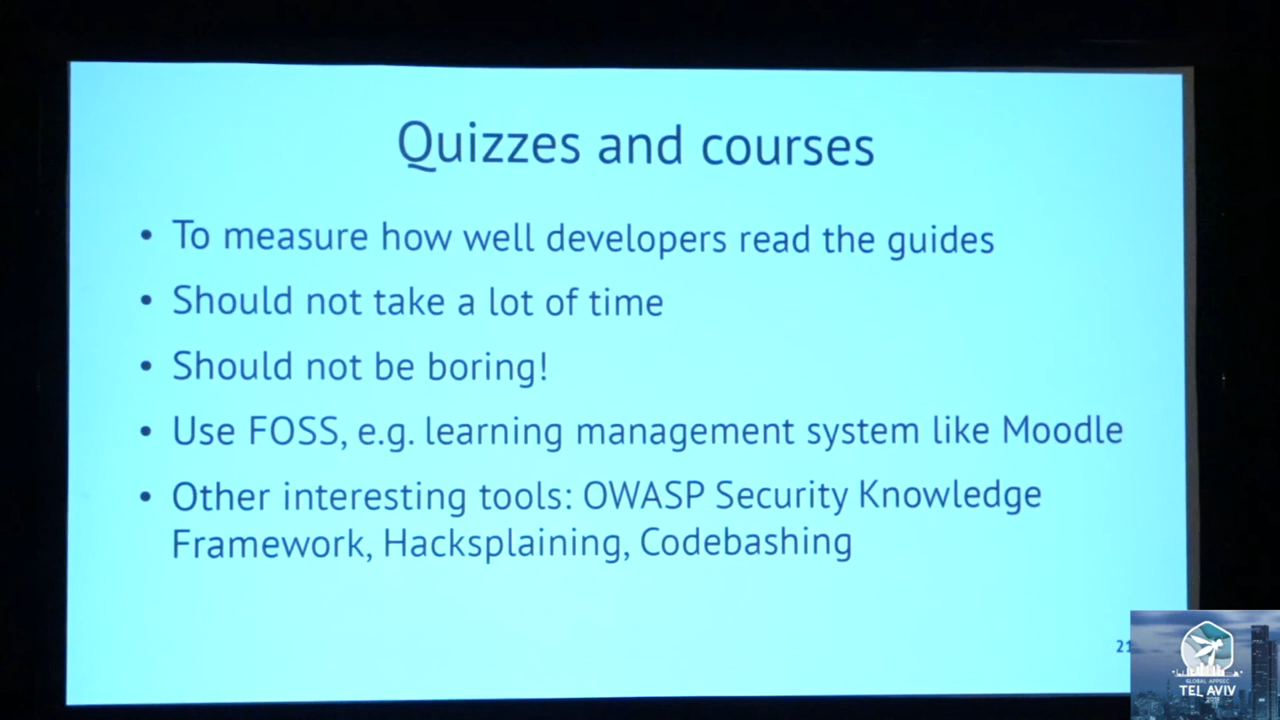 Quizzes and courses
• To measure how well developers read the guides
• Should not take a lot of time
• Should not be boring!
• Use FOSS, e.g. learning management system like Moodle
• Other interesting tools: OWASP Security Knowledge
Framework, Hacksplaining, Codebashing
21
GLOBAL APPSEC
TEL AVIV